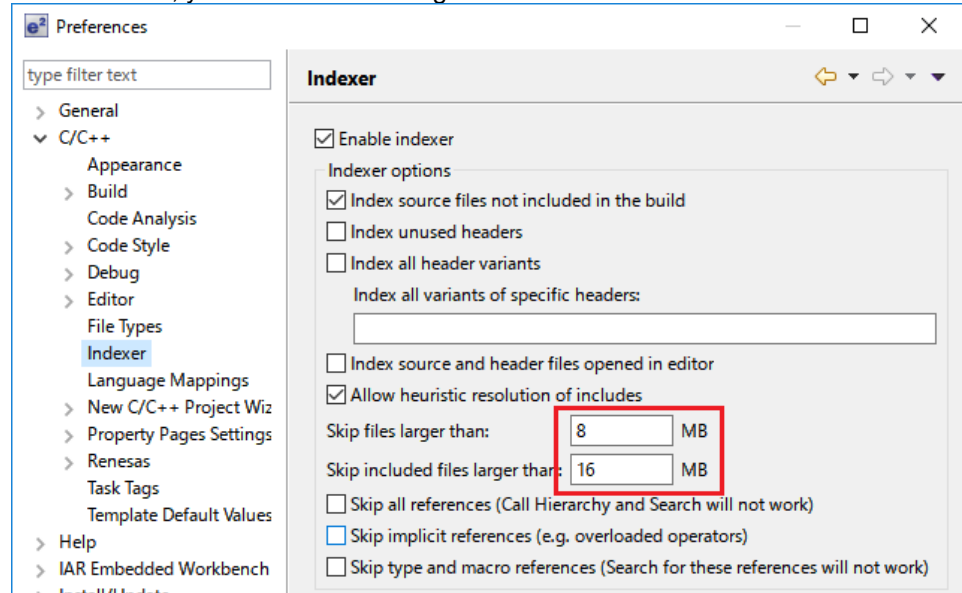 e² Preferences
type filter text
General
C/C++
Appearance
Build
Code Analysis
Code Style
Debug
Editor
File Types
Indexer
Language Mappings
New C/C++ Project Wiz
Property Pages Settings
Renesas
Task Tags
Template Default Values
Help
IAR Embedded Workbench
Indexer
Enable indexer
Indexer options
Index source files not included in the build
Index unused headers
Index all header variants
Index all variants of specific headers:
Index source and header files opened in editor
Allow heuristic resolution of includes
Skip files larger than: 8 MB
Skip included files larger than: 16 MB
Skip all references (Call Hierarchy and Search will not work)
Skip implicit references (e.g. overloaded operators)
Skip type and macro references (Search for these references will not work)